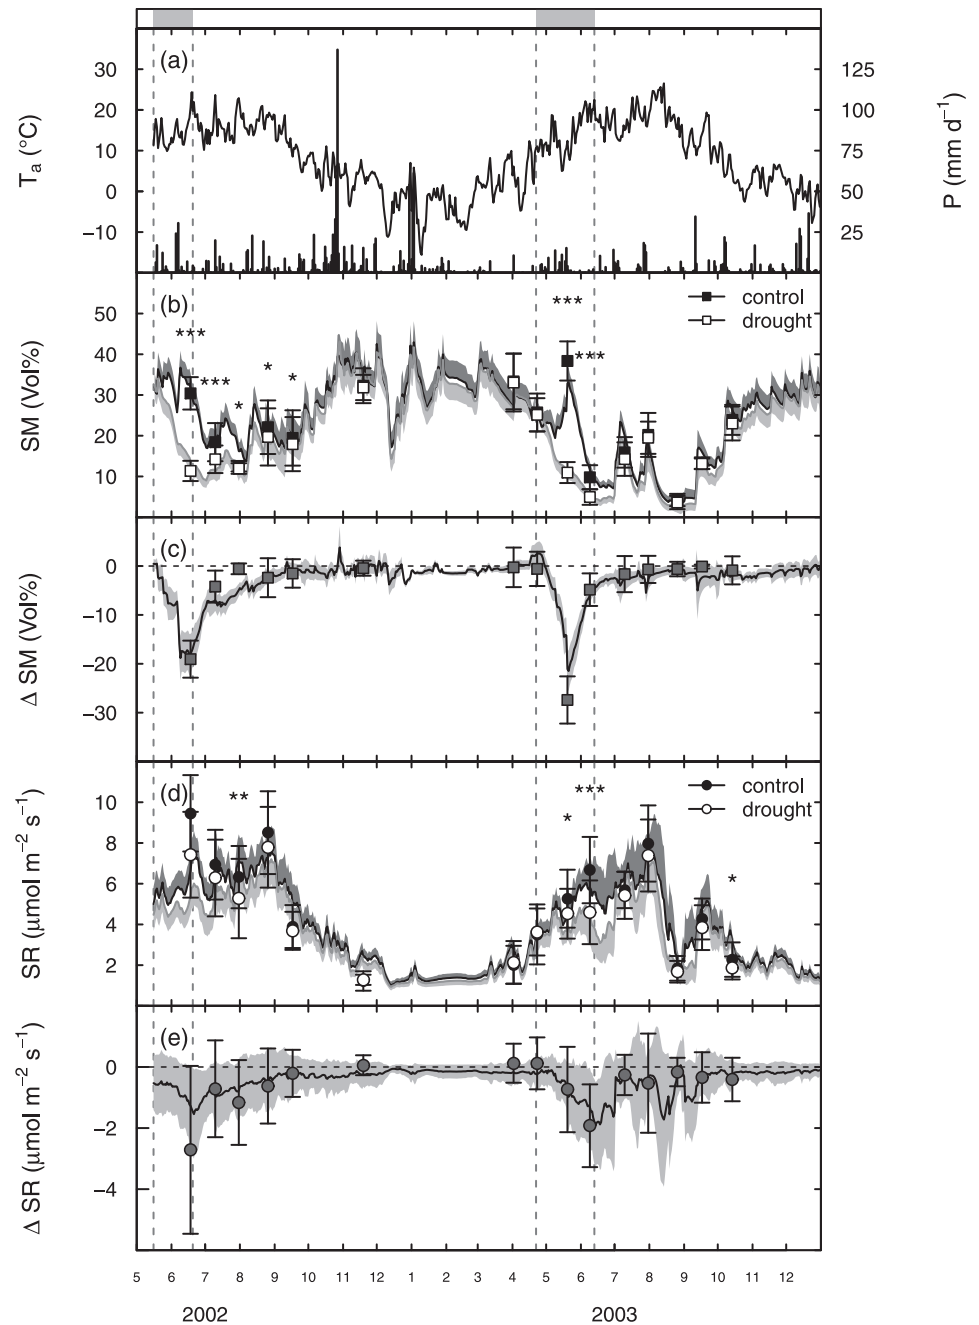 (a)
30
20
10
0
−10
Ta (°C)
125
100
75
50
25
P (mm d−1)
(b)
control
drought
50
40
30
20
10
SM (Vol%)
***
***
*
*
*
***
***
(c)
0
−10
−20
−30
Δ SM (Vol%)
(d)
control
drought
10
8
6
4
2
SR (μmol m−2 s−1)
**
*
***
*
(e)
0
−2
−4
Δ SR (μmol m−2 s−1)
5 6 7 8 9 10 11 12 1 2 3 4 5 6 7 8 9 10 11 12
2002 2003